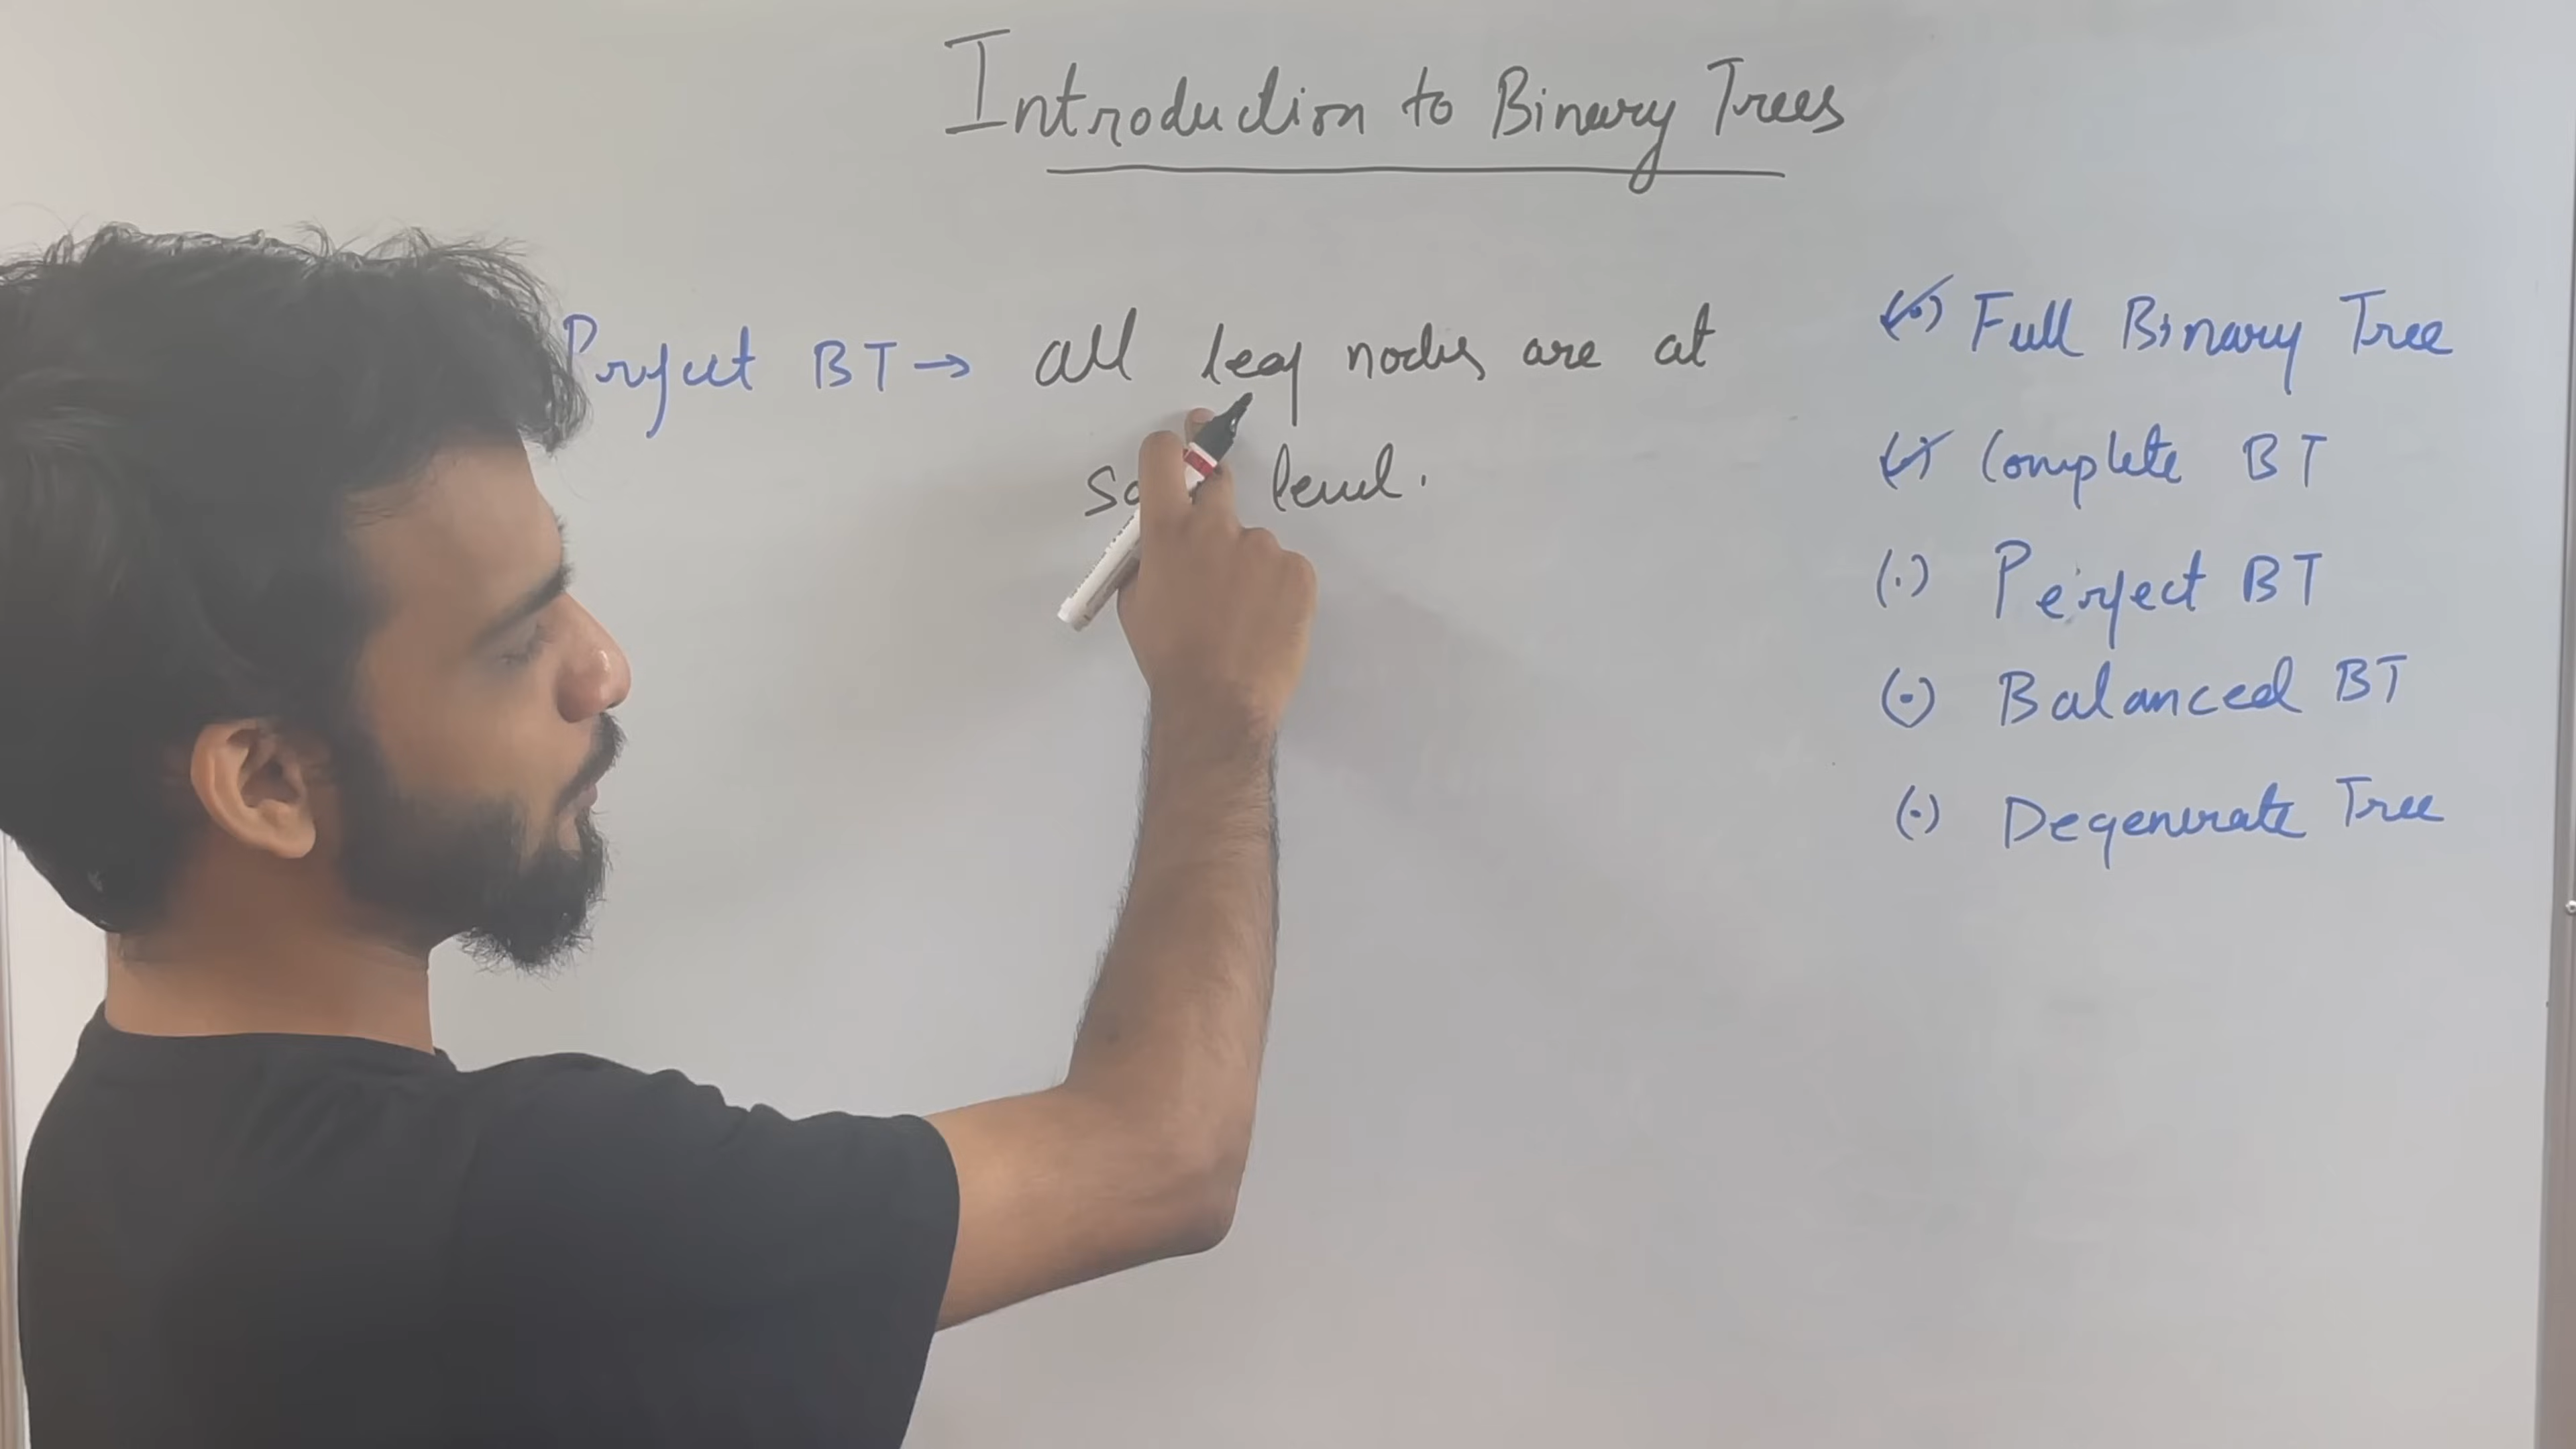 Introduction to Binary Trees
Perfect BT → all leaf nodes are at
level.
(•) Full Binary Tree
(•) Complete BT
(•) Perfect BT
(•) Balanced BT
(•) Degenerate Tree